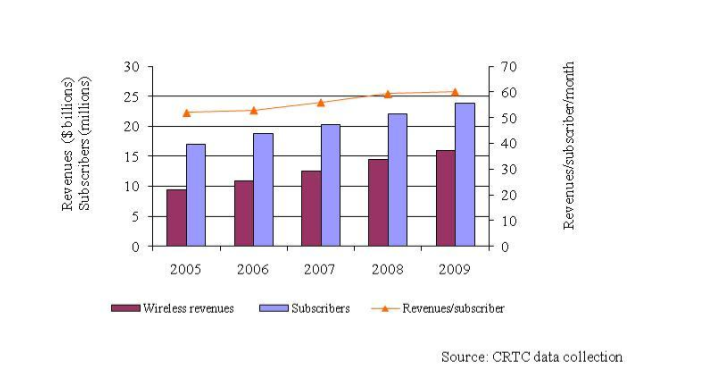 Revenues ($ billions)
Subscribers (millions)
30
25
20
15
10
5
0
70
60
50
40
30
20
10
0
Revenues/subscriber/month
2005 2006 2007 2008 2009
Wireless revenues Subscribers Revenues/subscriber
Source: CRTC data collection